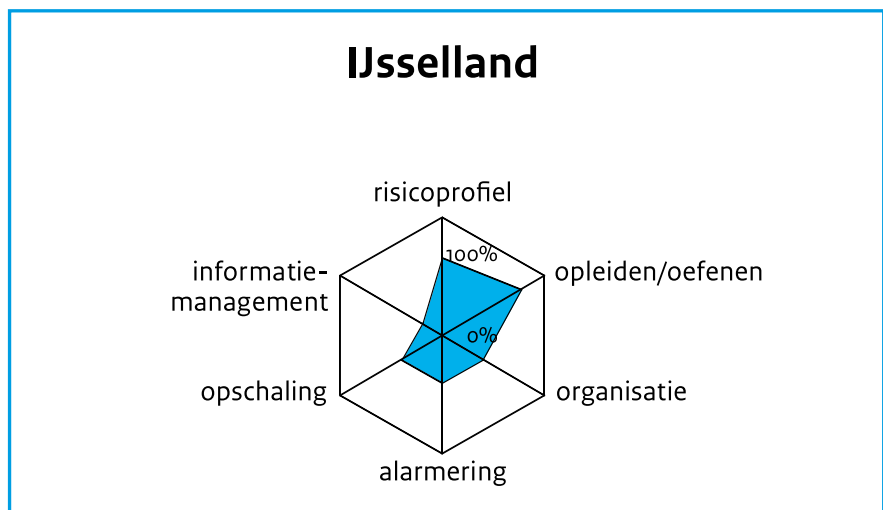 IJsselland
risicoprofiel
100%
informatie-
management
opleiden/oefenen
0%
opschaling
organisatie
alarmering